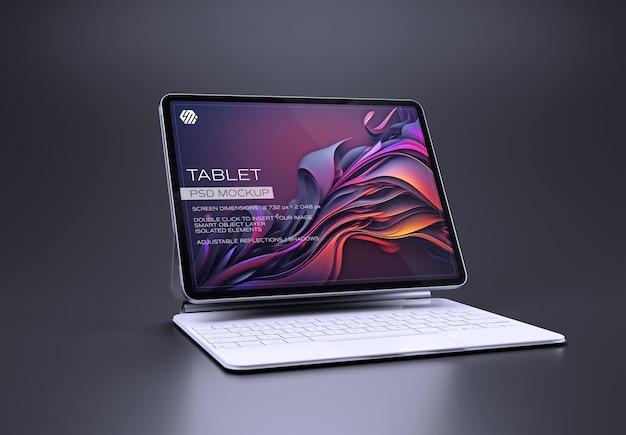 TABLET
PSD MOCKUP
SCREEN DIMENSIONS : 2 732 px * 2 048 px
DOUBLE CLICK TO INSERT YOUR IMAGE
SMART OBJECT LAYER
ISOLATED ELEMENTS
ADJUSTABLE REFLECTIONS / SHADOWS